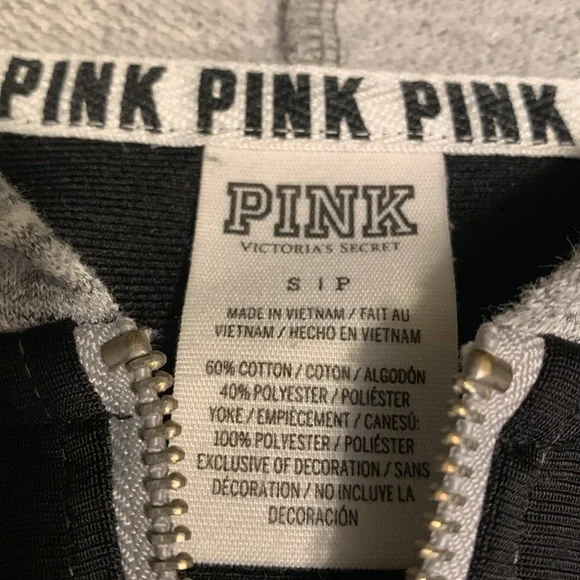 PINK PINK PINK PINK
PINK
VICTORIA'S SECRET
S | P
MADE IN VIETNAM / FAIT AU
VIETNAM / HECHO EN VIETNAM
60% COTTON / COTON / ALGODÓN
40% POLYESTER / POLIÉSTER
YOKE / EMPIÈCEMENT / CANESÚ:
100% POLYESTER / POLIÉSTER
EXCLUSIVE OF DECORATION / SANS
DÉCORATION / NO INCLUYE LA
DECORACIÓN